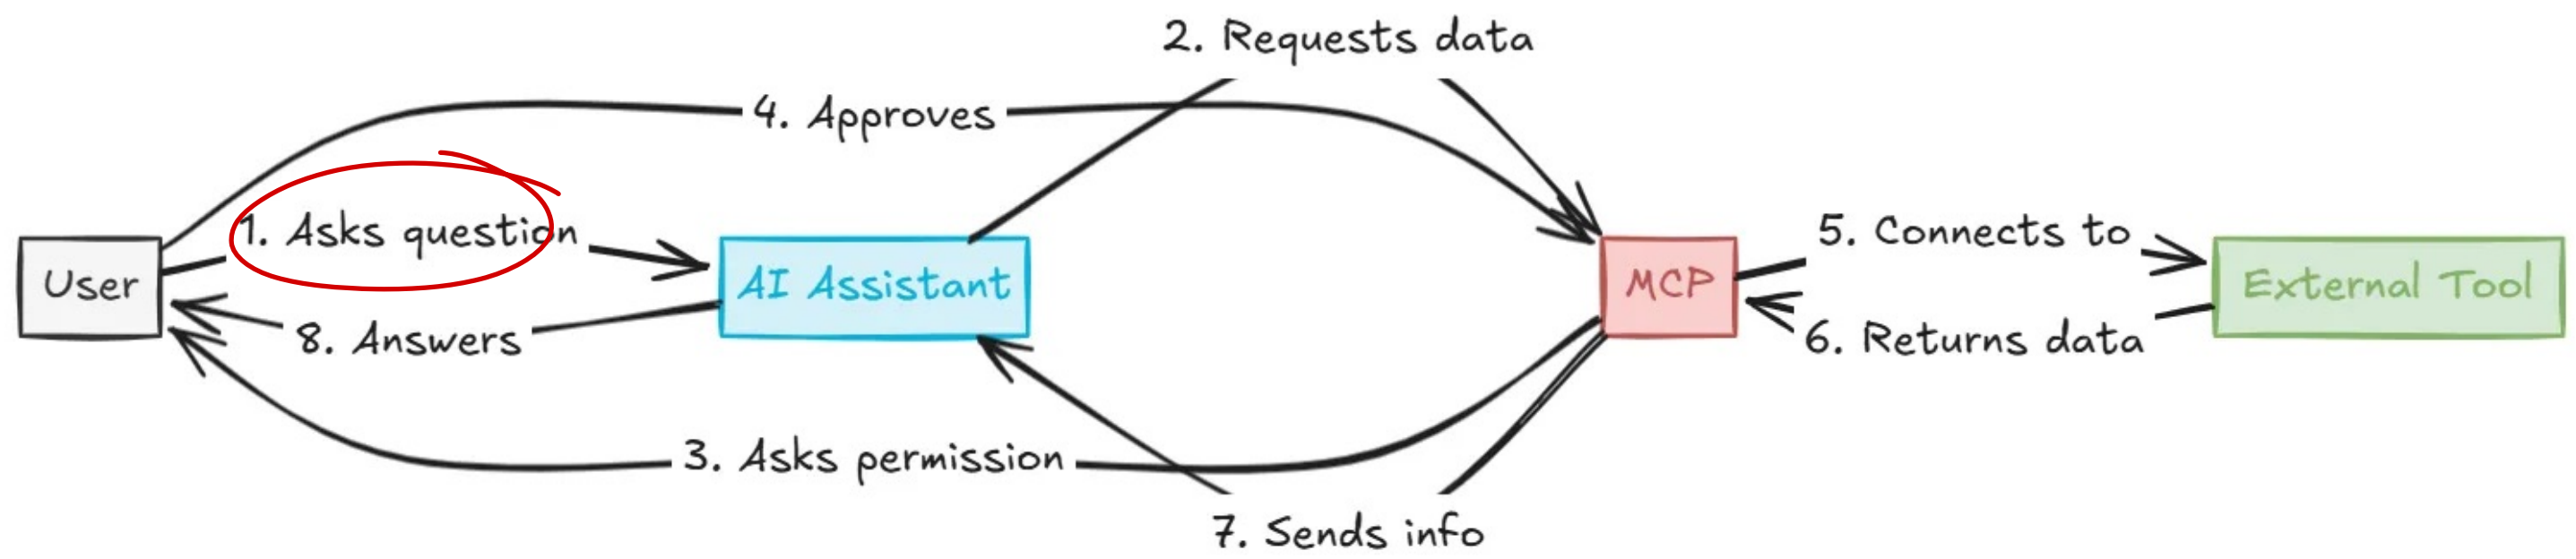 2. Requests data
4. Approves
1. Asks question
5. Connects to
User
AI Assistant
MCP
External Tool
8. Answers
6. Returns data
3. Asks permission
7. Sends info